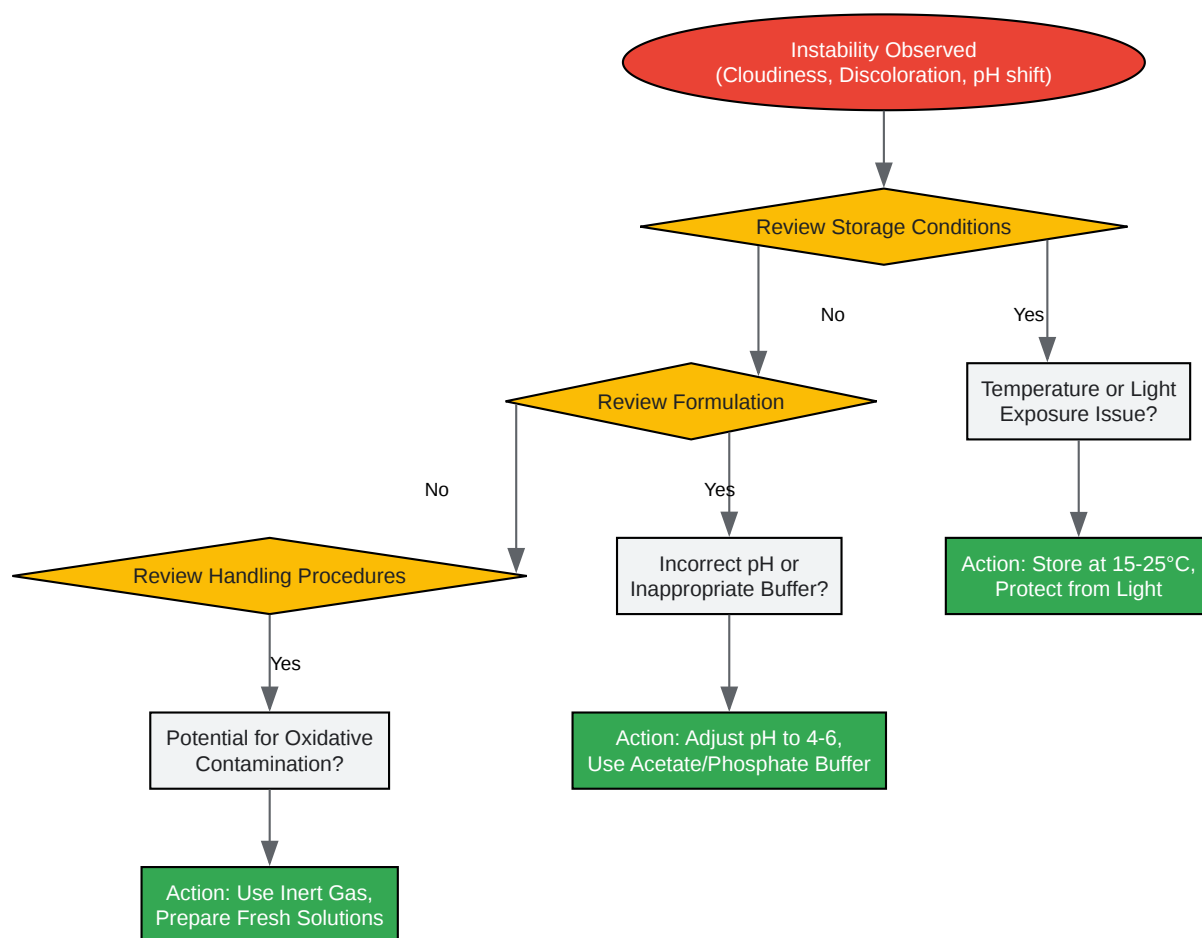 Instability Observed
(Cloudiness, Discoloration, pH shift)
Review Storage Conditions
No
Yes
Review Formulation
Temperature or Light
Exposure Issue?
No
Yes
Review Handling Procedures
Incorrect pH or
Inappropriate Buffer?
Action: Store at 15-25°C,
Protect from Light
Yes
Potential for Oxidative
Contamination?
Action: Adjust pH to 4-6,
Use Acetate/Phosphate Buffer
Action: Use Inert Gas,
Prepare Fresh Solutions